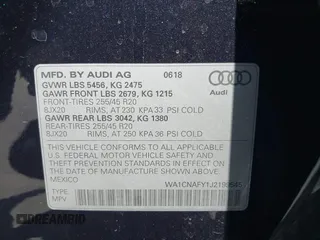 MFD. BY AUDI AG 0618
GVWR LBS 5456, KG 2475
GAWR FRONT LBS 2679, KG 1215
FRONT-TIRES 255/45 R20
8JX20 RIMS, AT 230 KPA 33 PSI COLD
GAWR REAR LBS 3042, KG 1380
REAR-TIRES 255/45 R20
8JX20 RIMS, AT 250 KPA 36 PSI COLD
Audi
THIS VEHICLE CONFORMS TO ALL APPLICABLE
FEDERAL MOTOR VEHICLE SAFETY AND
THEFT PREVENTION STANDARDS IN EFFECT ON
DATE OF MANUFACTURE SHOWN ABOVE.
MEXICO
TYPE:
DREAMBID